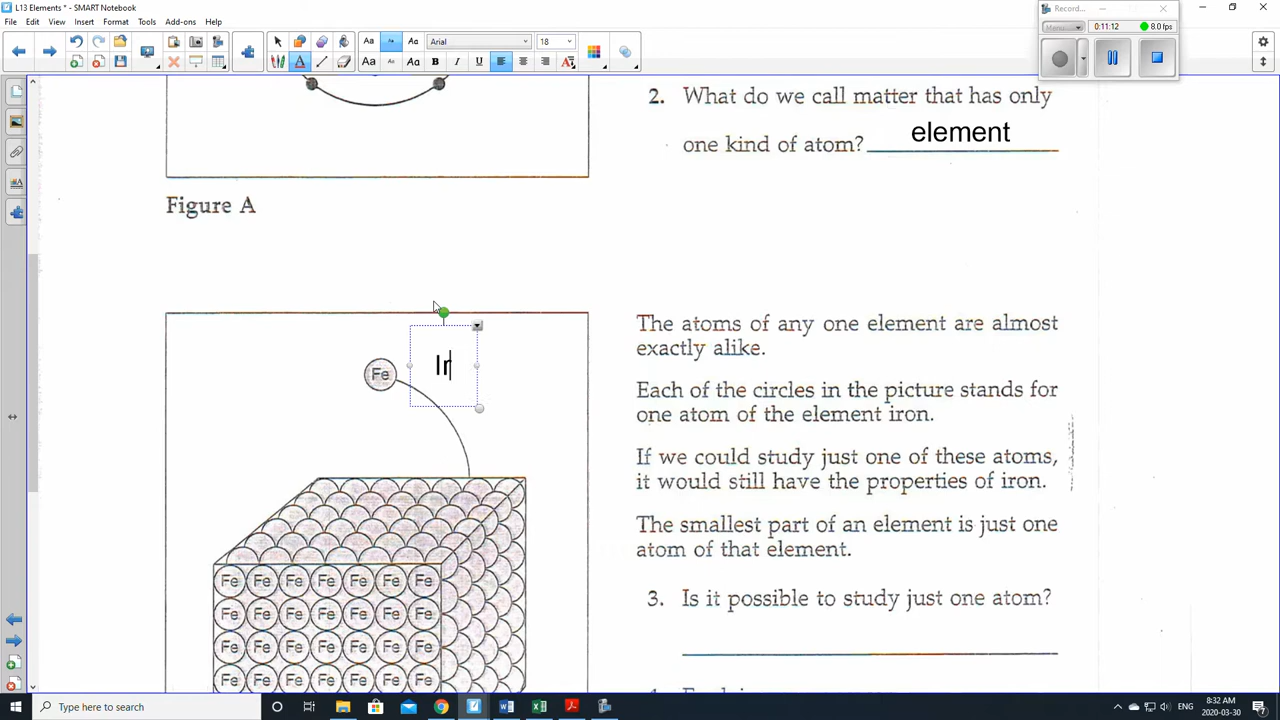 L13 Elements * - SMART Notebook
File Edit View Insert Format Tools Add-ons Help
Record...
Menu
0:11:12
8.0 fps
Aa Aa Aa Arial 18
Aa Aa Aa B I U
2. What do we call matter that has only
one kind of atom? element
Figure A
Ir
Fe
The atoms of any one element are almost
exactly alike.
Each of the circles in the picture stands for
one atom of the element iron.
If we could study just one of these atoms,
it would still have the properties of iron.
The smallest part of an element is just one
atom of that element.
3. Is it possible to study just one atom?
Fe Fe Fe Fe Fe Fe Fe
Fe Fe Fe Fe Fe Fe Fe
Fe Fe Fe Fe Fe Fe Fe
Fe Fe Fe Fe Fe Fe Fe
Type here to search
ENG
8:32 AM
2020-03-30